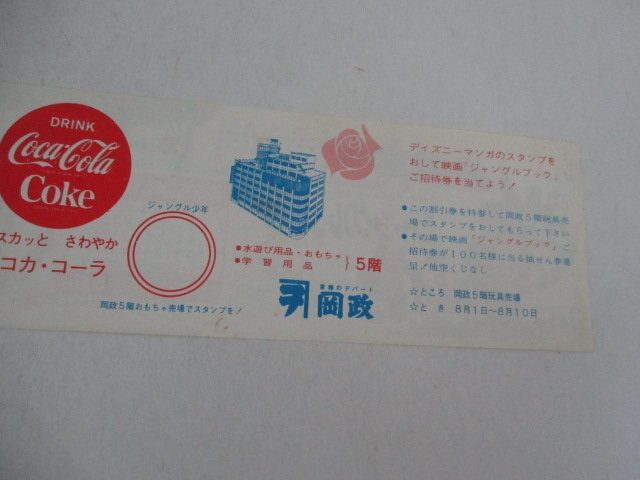 DRINK
Coca-Cola
Coke
スカッと さわやか
コカ・コーラ
ジャングル少年
岡政5階おもちゃ売場でスタンプを!
●水遊び用品・おもちゃ
●学習用品
}5階
岡政
ディズニーマンガのスタンプを
おして映画「ジャングルブック」
ご招待券を当てよう!
●この割引券を持参して岡政5階玩具売
場でスタンプをおしてもらって下さい
●その場で映画「ジャングルブック」ご
招待券が100名様に当る抽せん券進
呈!他空くじなし
☆ところ 岡政5階玩具売場
☆とき 8月1日〜8月10日